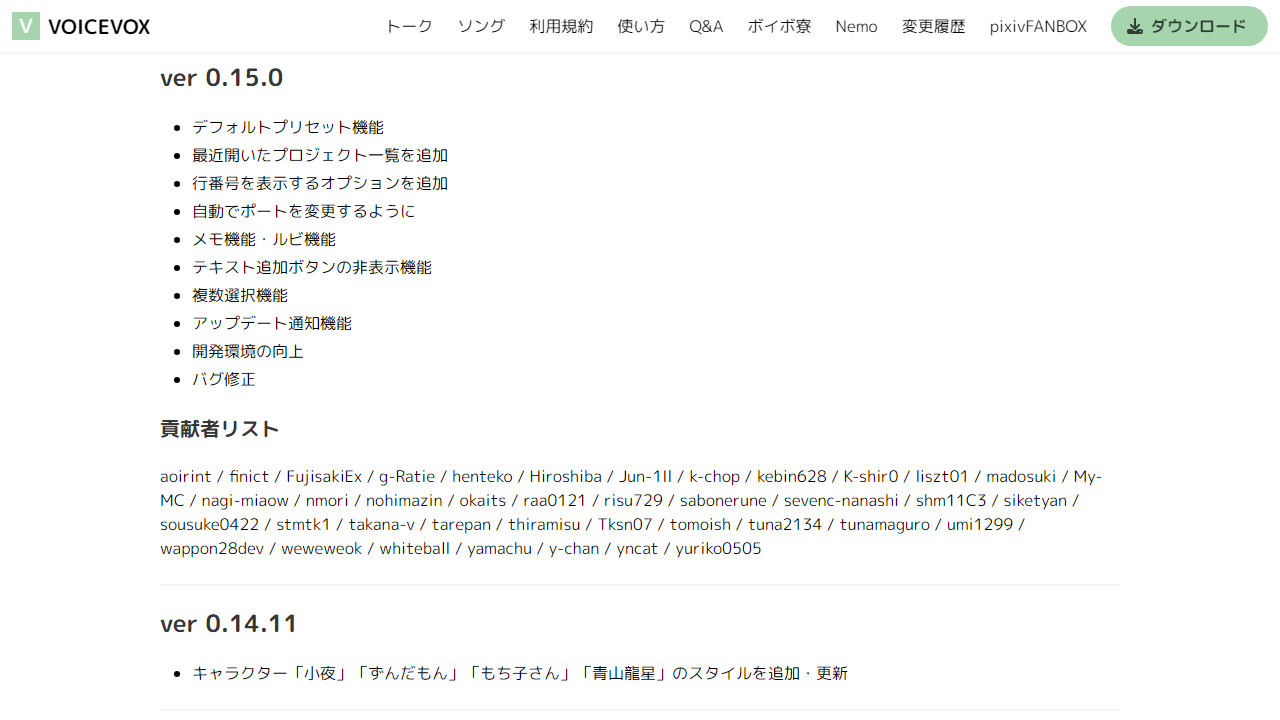 VOICEVOX
トーク ソング 利用規約 使い方 Q&A ボイボ寮 Nemo 変更履歴 pixivFANBOX ダウンロード
ver 0.15.0
デフォルトプリセット機能
最近開いたプロジェクト一覧を追加
行番号を表示するオプションを追加
自動でポートを変更するように
メモ機能・ルビ機能
テキスト追加ボタンの非表示機能
複数選択機能
アップデート通知機能
開発環境の向上
バグ修正
貢献者リスト
aoirint / finict / FujisakiEx / g-Ratie / henteko / Hiroshiba / Jun-1ll / k-chop / kebin628 / K-shir0 / liszt01 / madosuki / My-
MC / nagi-miaow / nmori / nohimazin / okaits / raa0121 / risu729 / sabonerune / sevenc-nanashi / shm11C3 / siketyan /
sousuke0422 / stmtk1 / takana-v / tarepan / thiramisu / Tksn07 / tomoish / tuna2134 / tunamaguro / umi1299 /
wappon28dev / weweweok / whiteball / yamachu / y-chan / yncat / yuriko0505
ver 0.14.11
キャラクター「小夜」「ずんだもん」「もち子さん」「青山龍星」のスタイルを追加・更新